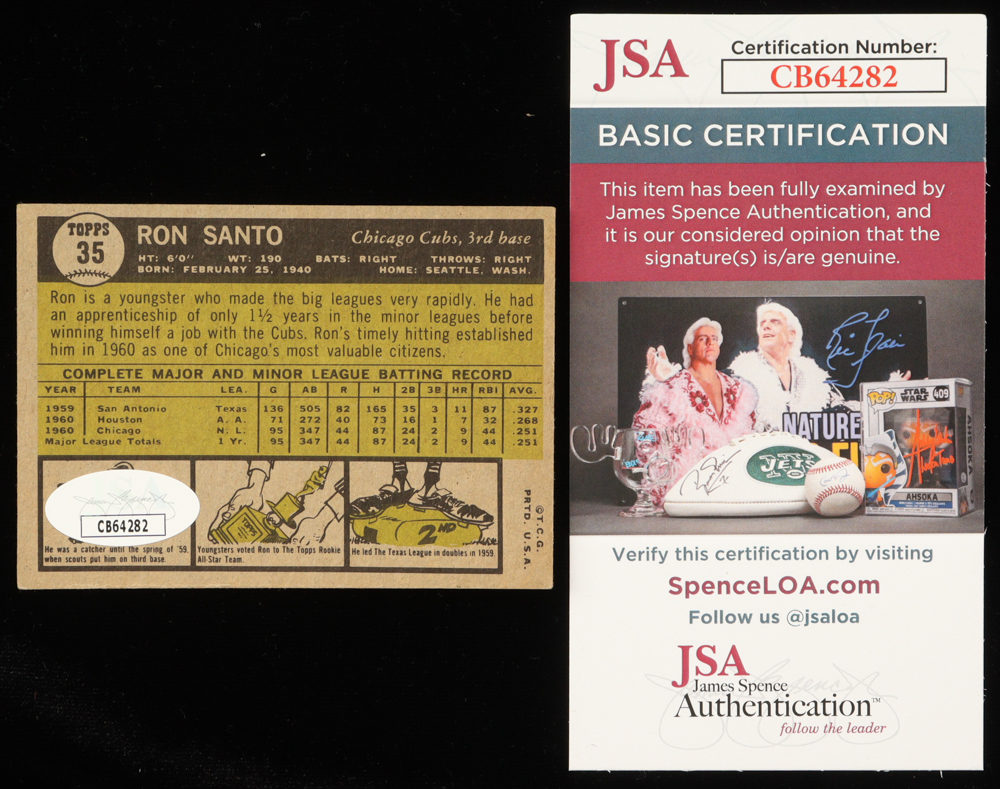 TOPPS
35
RON SANTO
Chicago Cubs, 3rd base
HT: 6'0" WT: 190 BATS: RIGHT THROWS: RIGHT
BORN: FEBRUARY 25, 1940 HOME: SEATTLE, WASH.
Ron is a youngster who made the big leagues very rapidly. He had
an apprenticeship of only 1½ years in the minor leagues before
winning himself a job with the Cubs. Ron's timely hitting established
him in 1960 as one of Chicago's most valuable citizens.
COMPLETE MAJOR AND MINOR LEAGUE BATTING RECORD
YEAR TEAM LEA. G AB R H 2B 3B HR RBI AVG.
1959 San Antonio Texas 136 505 82 165 35 3 11 87 .327
1960 Houston A. A. 71 272 40 73 16 1 7 32 .268
1960 Chicago N. L. 95 347 44 87 24 2 9 44 .251
Major League Totals 1 Yr. 95 347 44 87 24 2 9 44 .251
CB64282
TOPPS
2ND
He was a catcher until the spring of '59,
when scouts put him on third base.
Youngsters voted Ron to The Topps Rookie
All-Star Team.
He led The Texas League in doubles in 1959.
©T.C.G.
PRTD. U.S.A.
JSA
Certification Number:
CB64282
BASIC CERTIFICATION
This item has been fully examined by
James Spence Authentication, and
it is our considered opinion that the
signature(s) is/are genuine.
Ric Flair
NATURE
JETS
POP!
STAR WARS
409
AHSOKA
AHSOKA
Verify this certification by visiting
SpenceLOA.com
Follow us @jsaloa
JSA
James Spence
Authentication™
follow the leader